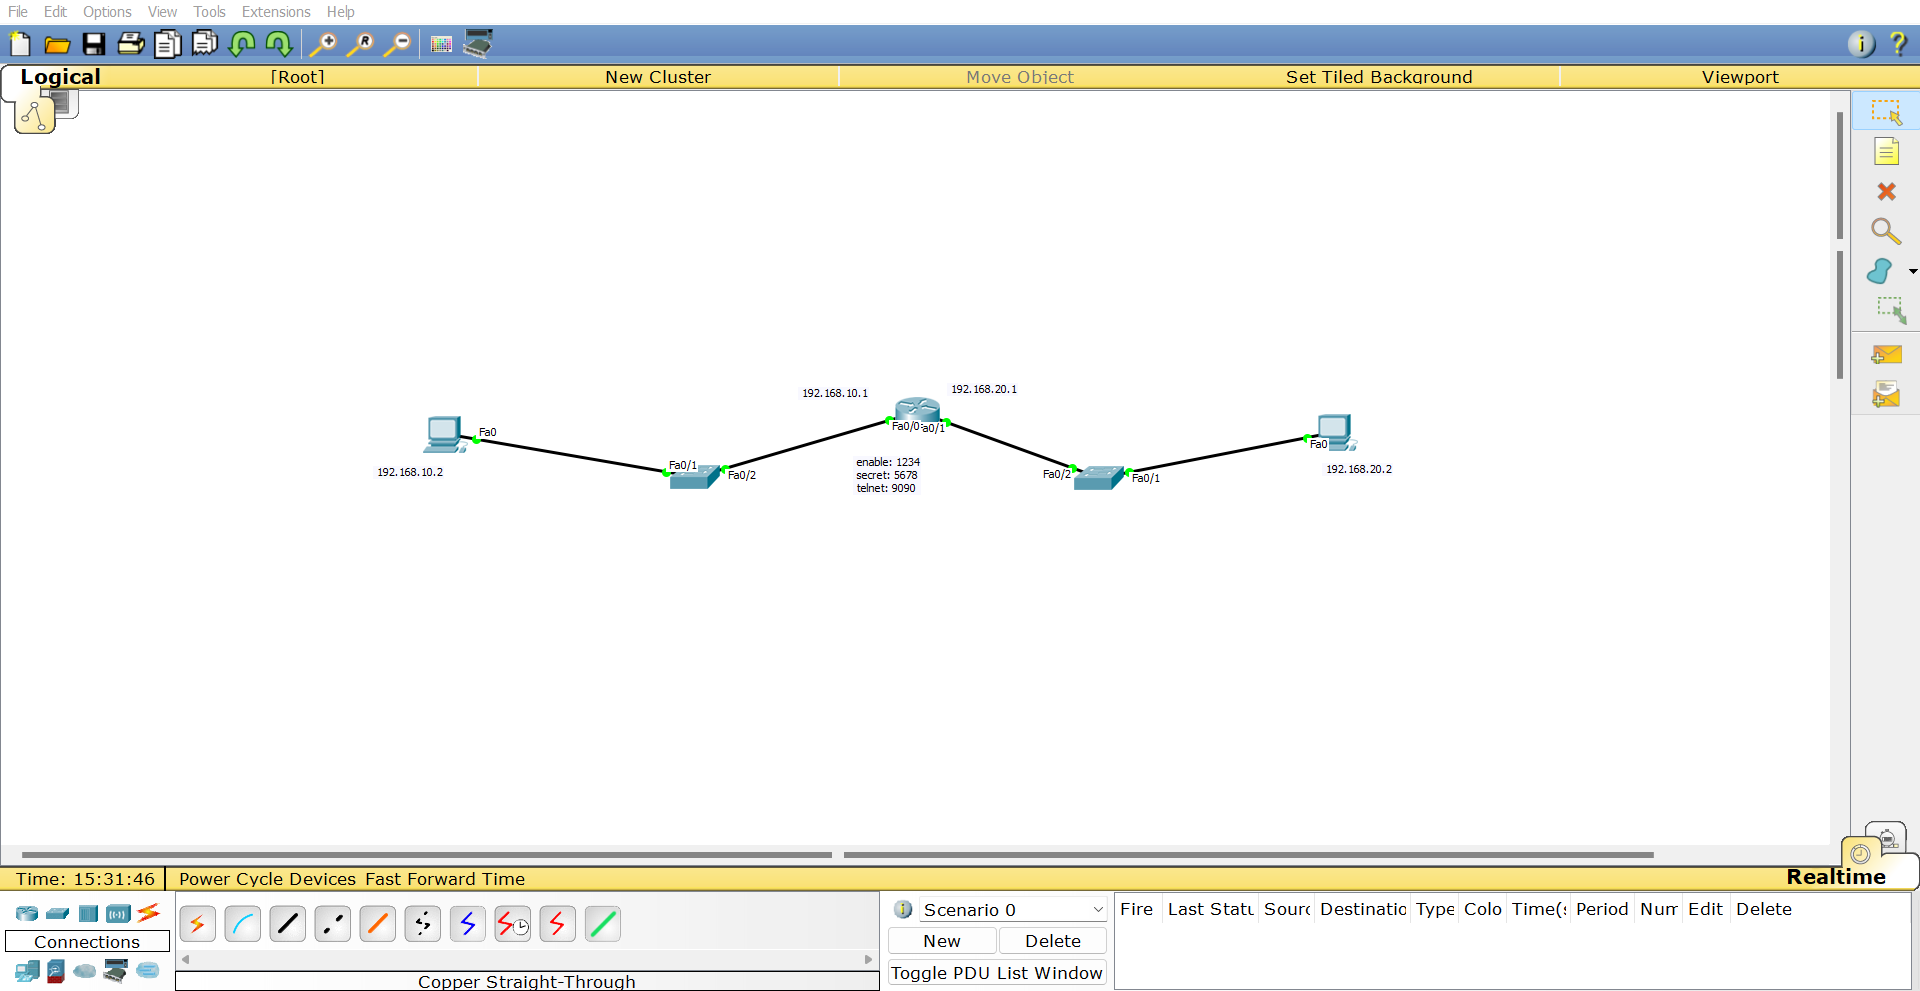 File Edit Options View Tools Extensions Help
Logical [Root] New Cluster Move Object Set Tiled Background Viewport
192.168.10.1 192.168.20.1
Fa0 Fa0/0 a0/1 Fa0
192.168.10.2 Fa0/1 Fa0/2 Fa0/2 Fa0/1 192.168.20.2
enable: 1234
secret: 5678
telnet: 9090
Time: 15:31:46 Power Cycle Devices Fast Forward Time Realtime
Scenario 0 Fire Last Statu Sourc Destinatio Type Colo Time(s Period Num Edit Delete
Connections New Delete
Toggle PDU List Window
Copper Straight-Through